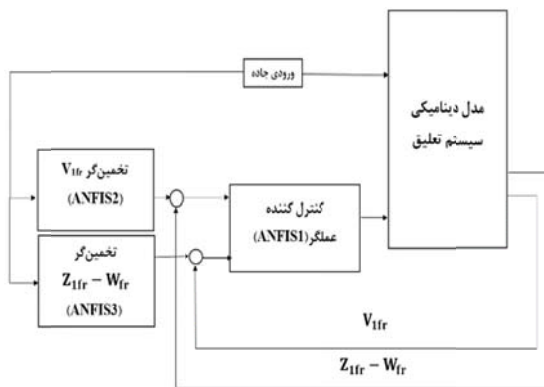 ورودی جاده
مدل دینامیکی
سیستم تعلیق
تخمین‌گر V1fr
(ANFIS2)
کنترل کننده
عملگر(ANFIS1)
تخمین‌گر
Z1fr − Wfr
(ANFIS3)
V1fr
Z1fr − Wfr